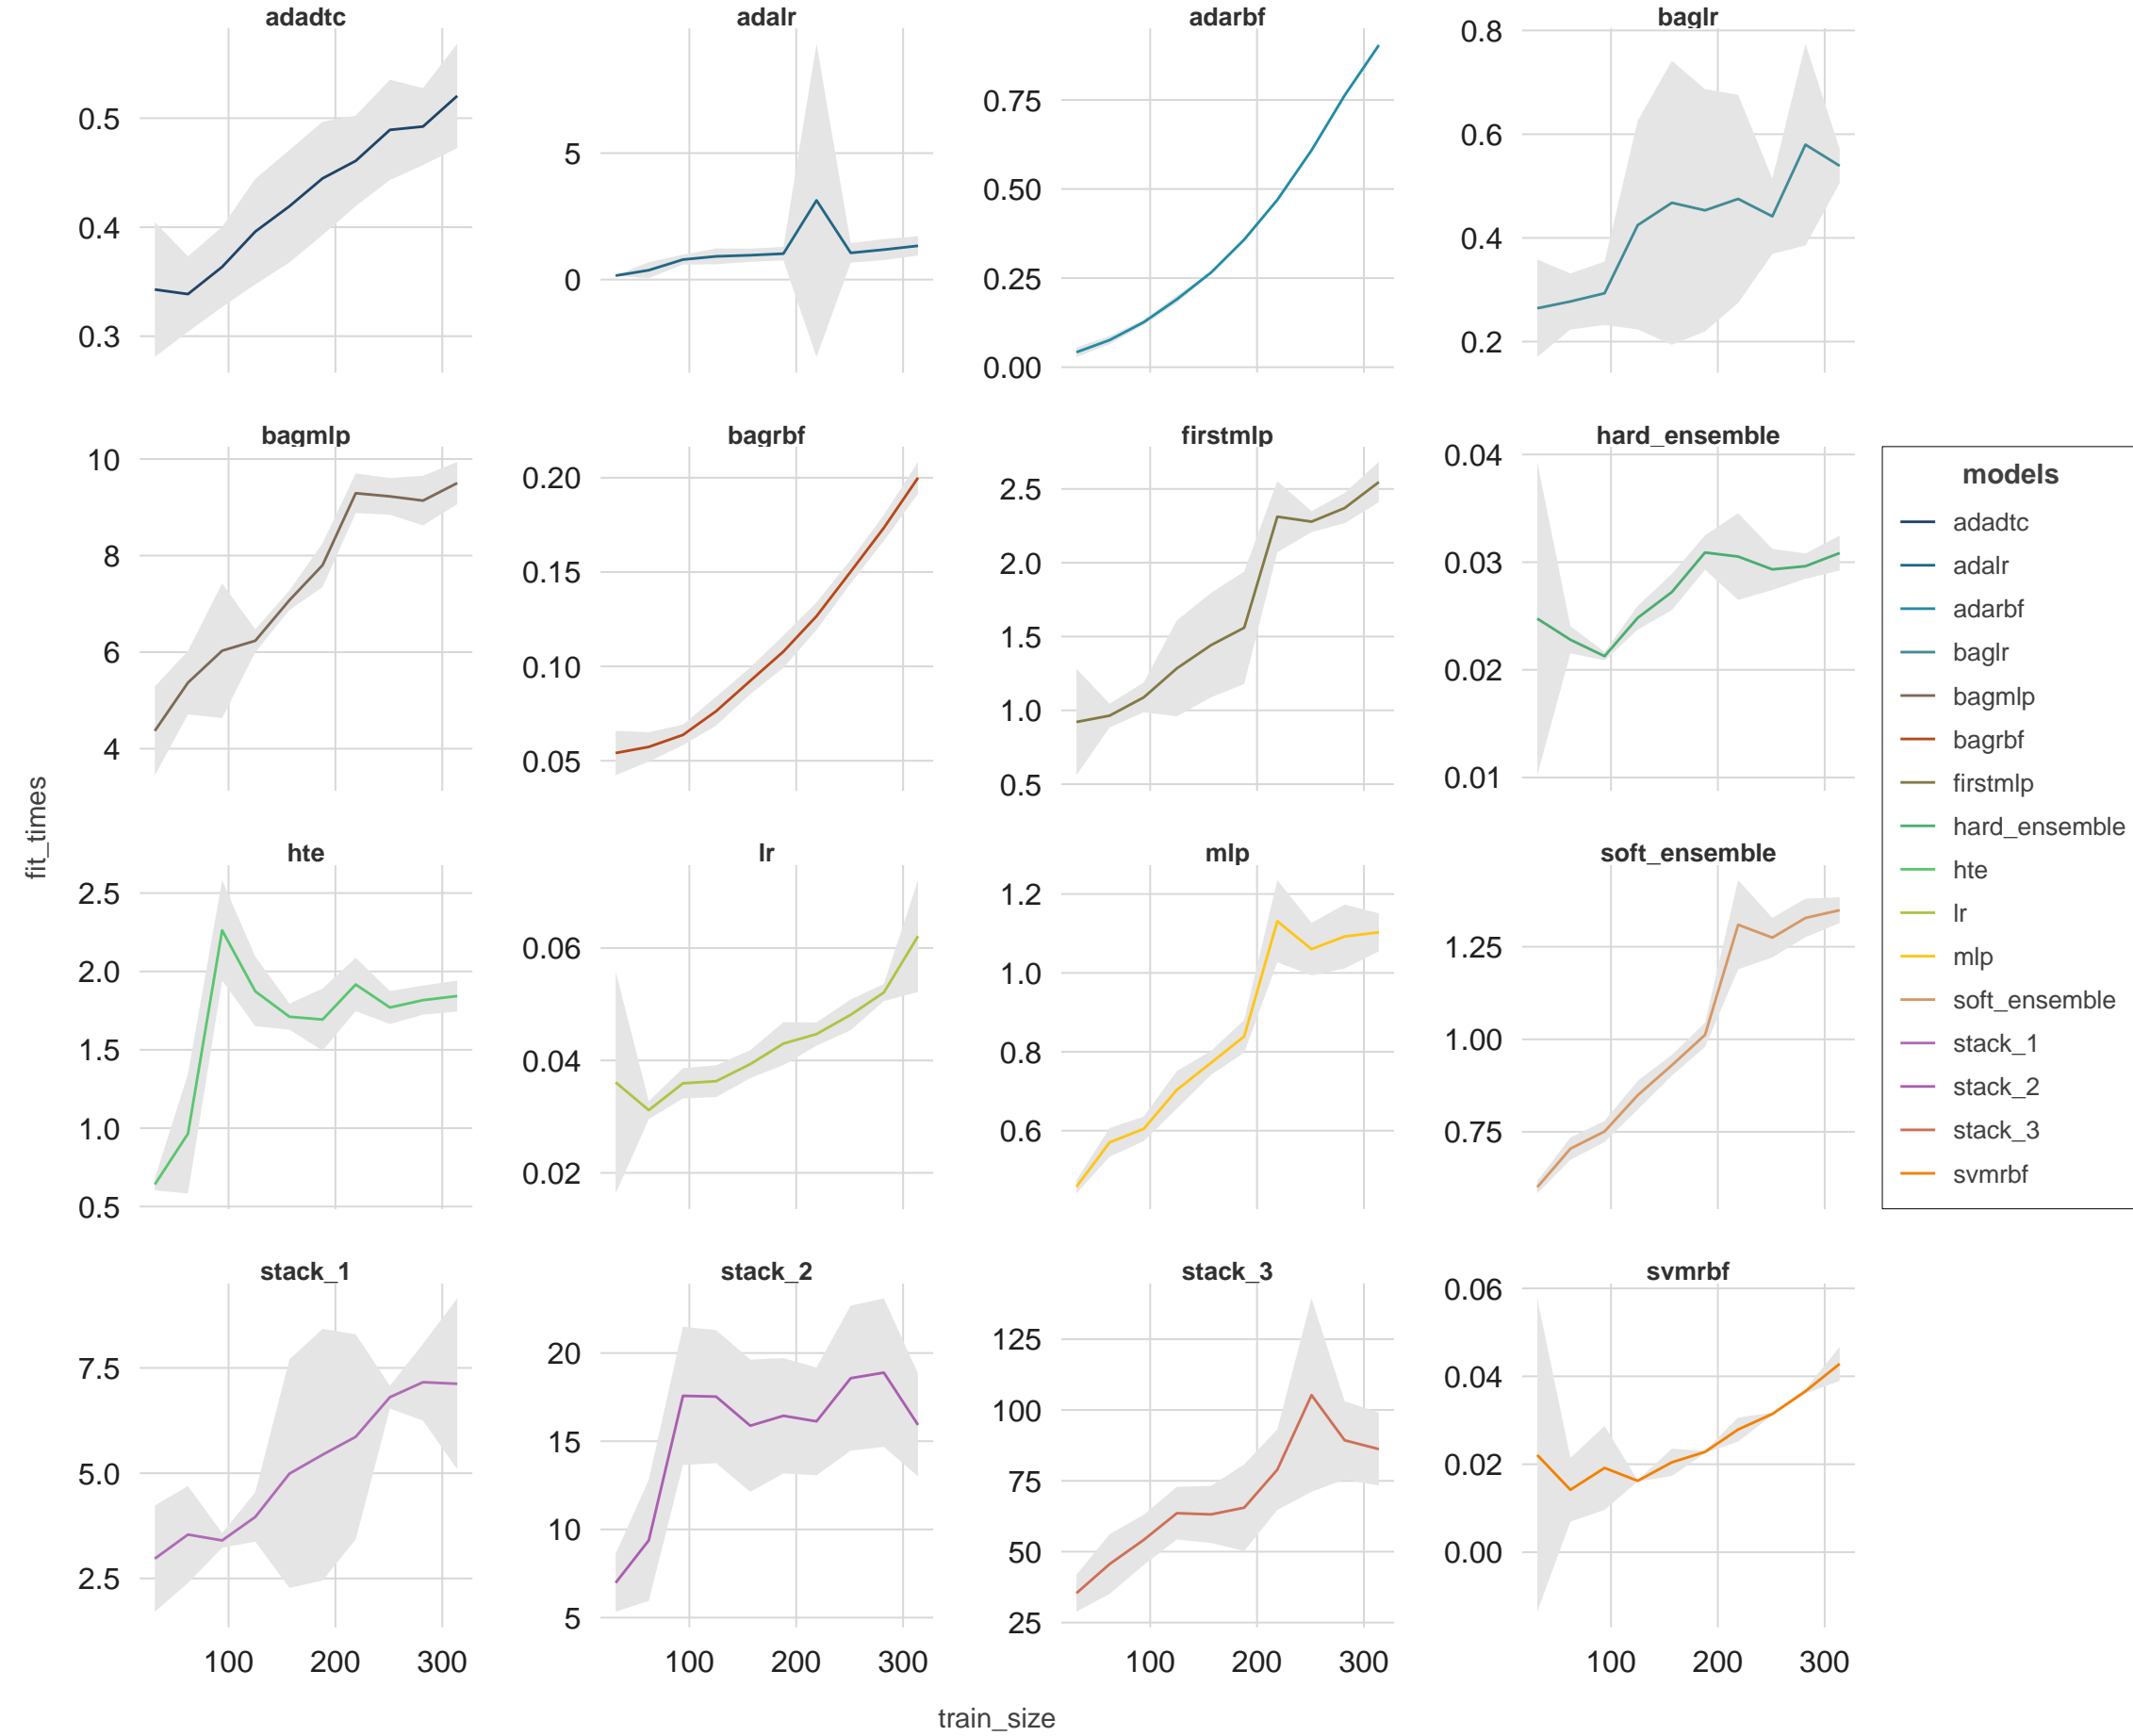 adadtc adalr adarbf baglr
0.5
0.4
0.3
5
0
0.75
0.50
0.25
0.00
0.8
0.6
0.4
0.2
bagmlp bagrbf firstmlp hard_ensemble
10
8
6
4
0.20
0.15
0.10
0.05
2.5
2.0
1.5
1.0
0.5
0.04
0.03
0.02
0.01
hte lr mlp soft_ensemble
2.5
2.0
1.5
1.0
0.5
0.06
0.04
0.02
1.2
1.0
0.8
0.6
1.25
1.00
0.75
stack_1 stack_2 stack_3 svmrbf
7.5
5.0
2.5
20
15
10
5
125
100
75
50
25
0.06
0.04
0.02
0.00
100 200 300 100 200 300 100 200 300 100 200 300
train_size
fit_times
models
adadtc
adalr
adarbf
baglr
bagmlp
bagrbf
firstmlp
hard_ensemble
hte
lr
mlp
soft_ensemble
stack_1
stack_2
stack_3
svmrbf